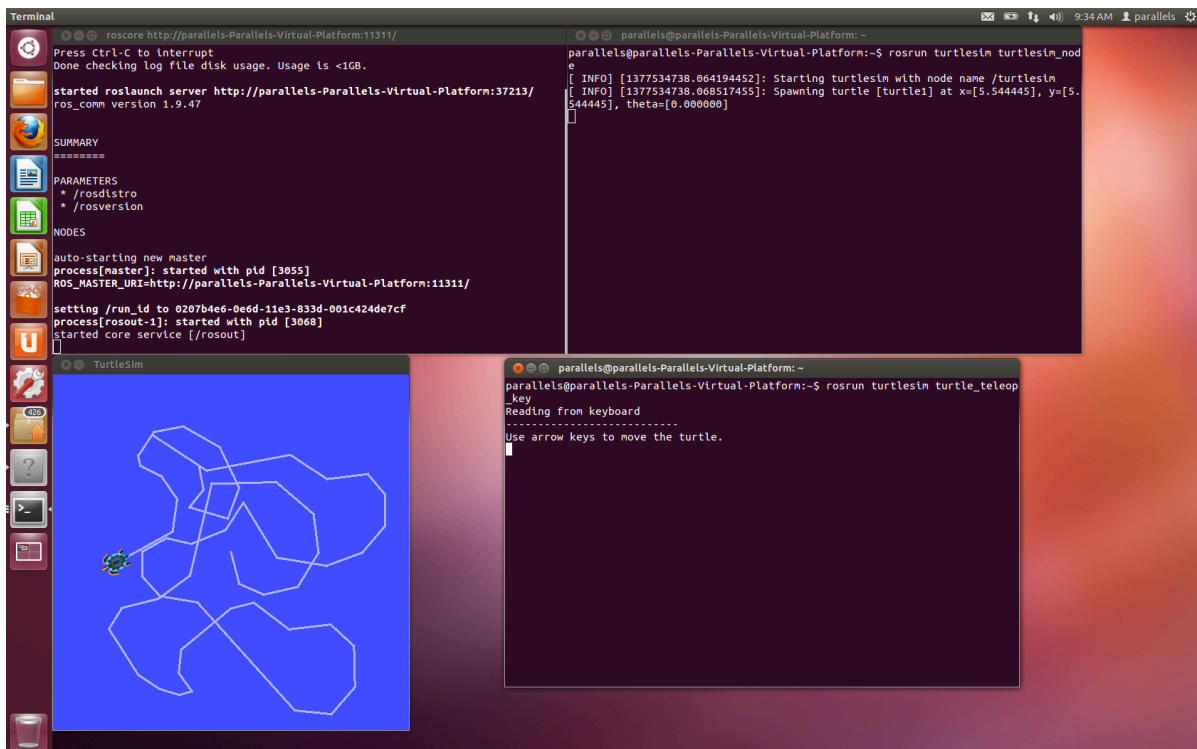 Terminal
9:34 AM parallels
roscore http://parallels-Parallels-Virtual-Platform:11311/
Press Ctrl-C to interrupt
Done checking log file disk usage. Usage is <1GB.
started roslaunch server http://parallels-Parallels-Virtual-Platform:37213/
ros_comm version 1.9.47
SUMMARY
========
PARAMETERS
* /rosdistro
* /rosversion
NODES
auto-starting new master
process[master]: started with pid [3055]
ROS_MASTER_URI=http://parallels-Parallels-Virtual-Platform:11311/
setting /run_id to 0207b4e6-0e6d-11e3-833d-001c424de7cf
process[rosout-1]: started with pid [3068]
started core service [/rosout]
parallels@parallels-Parallels-Virtual-Platform: ~
parallels@parallels-Parallels-Virtual-Platform:~$ rosrun turtlesim turtlesim_nod
e
[ INFO] [1377534738.064194452]: Starting turtlesim with node name /turtlesim
[ INFO] [1377534738.068517455]: Spawning turtle [turtle1] at x=[5.544445], y=[5.
544445], theta=[0.000000]
TurtleSim
parallels@parallels-Parallels-Virtual-Platform: ~
parallels@parallels-Parallels-Virtual-Platform:~$ rosrun turtlesim turtle_teleop
_key
Reading from keyboard
---------------------------
Use arrow keys to move the turtle.
426